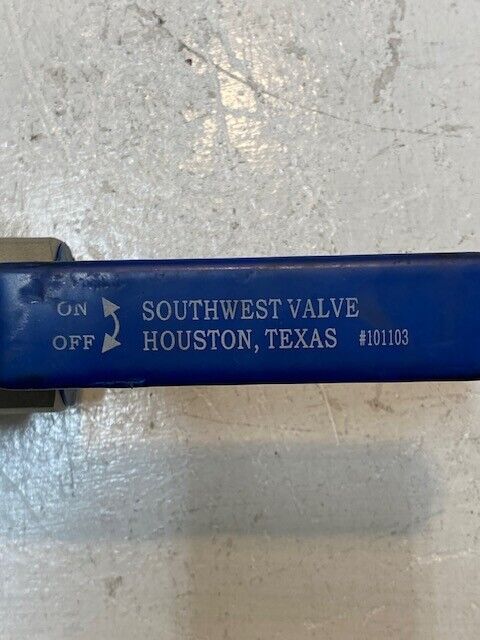 ON
OFF
SOUTHWEST VALVE
HOUSTON, TEXAS #101103